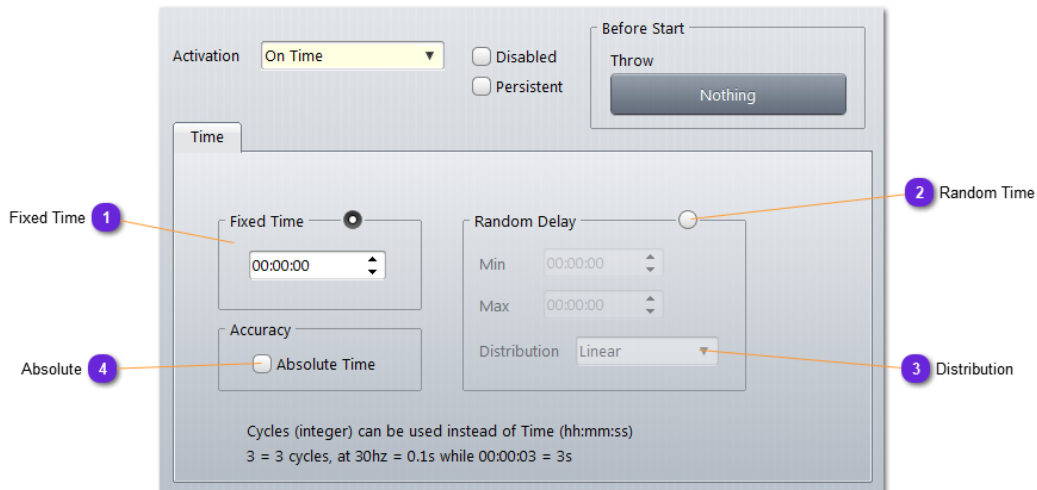 Before Start
Activation On Time Disabled Throw
Persistent Nothing
Time
2 Random Time
Fixed Time 1 Fixed Time Random Delay
00:00:00 Min 00:00:00
Max 00:00:00
Accuracy
Absolute 4 Absolute Time Distribution Linear 3 Distribution
Cycles (integer) can be used instead of Time (hh:mm:ss)
3 = 3 cycles, at 30hz = 0.1s while 00:00:03 = 3s